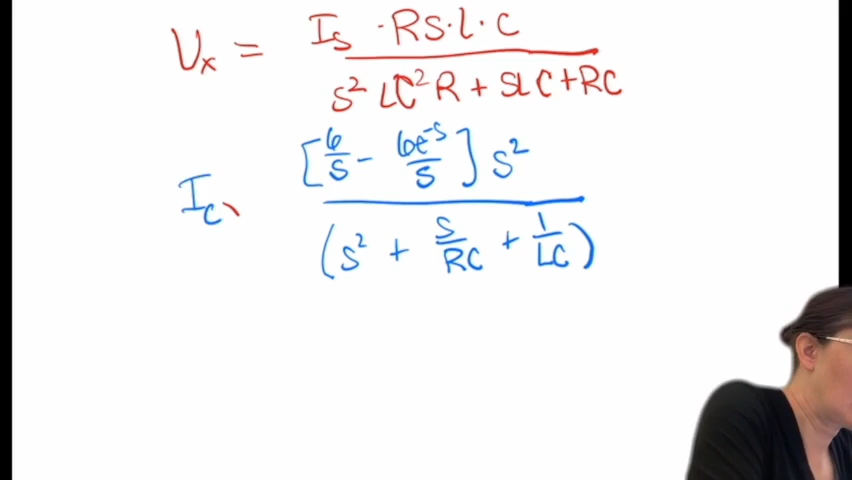 Vx = Is · Rs · l · C
s² LC² R + SLC + RC
[6/s - 6e^-s/s] s²
Ic
(s² + s/RC + 1/LC)